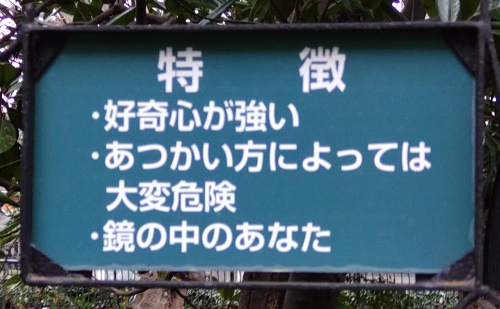 特 徴
・好奇心が強い
・あつかい方によっては
大変危険
・鏡の中のあなた